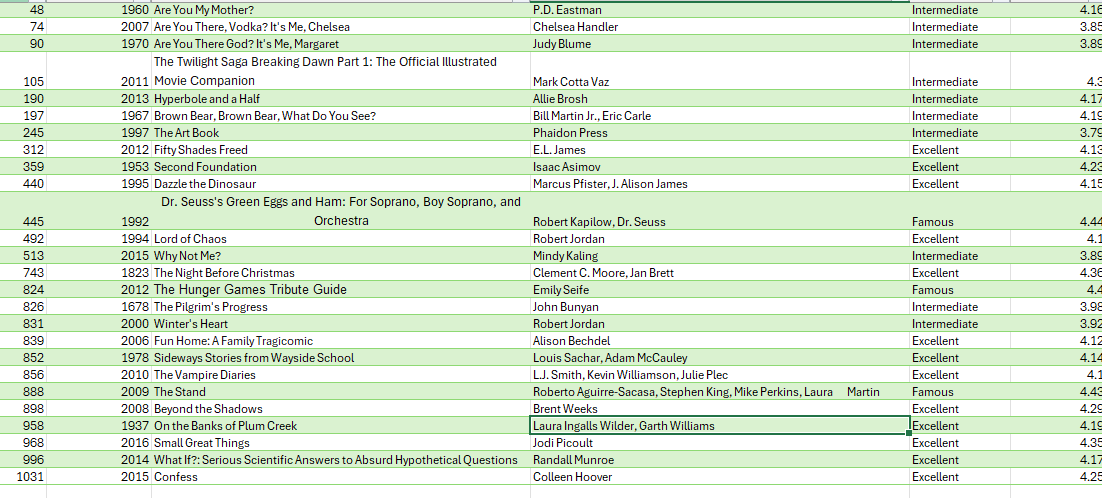 48 1960 Are You My Mother? P.D. Eastman Intermediate 4.16
74 2007 Are You There, Vodka? It's Me, Chelsea Chelsea Handler Intermediate 3.85
90 1970 Are You There God? It's Me, Margaret Judy Blume Intermediate 3.89
The Twilight Saga Breaking Dawn Part 1: The Official Illustrated
105 2011 Movie Companion Mark Cotta Vaz Intermediate 4.3
190 2013 Hyperbole and a Half Allie Brosh Intermediate 4.17
197 1967 Brown Bear, Brown Bear, What Do You See? Bill Martin Jr., Eric Carle Intermediate 4.19
245 1997 The Art Book Phaidon Press Intermediate 3.79
312 2012 Fifty Shades Freed E.L. James Excellent 4.13
359 1953 Second Foundation Isaac Asimov Excellent 4.23
440 1995 Dazzle the Dinosaur Marcus Pfister, J. Alison James Excellent 4.15
Dr. Seuss's Green Eggs and Ham: For Soprano, Boy Soprano, and
445 1992 Orchestra Robert Kapilow, Dr. Seuss Famous 4.44
492 1994 Lord of Chaos Robert Jordan Excellent 4.1
513 2015 Why Not Me? Mindy Kaling Excellent 3.89
743 1823 The Night Before Christmas Clement C. Moore, Jan Brett Excellent 4.36
824 2012 The Hunger Games Tribute Guide Emily Seife Famous 4.4
826 1678 The Pilgrim's Progress John Bunyan Intermediate 3.98
831 2000 Winter's Heart Robert Jordan Intermediate 3.92
839 2006 Fun Home: A Family Tragicomic Alison Bechdel Excellent 4.12
852 1978 Sideways Stories from Wayside School Louis Sachar, Adam McCauley Excellent 4.14
856 2010 The Vampire Diaries L.J. Smith, Kevin Williamson, Julie Plec Excellent 4.1
888 2009 The Stand Roberto Aguirre-Sacasa, Stephen King, Mike Perkins, Laura Martin Famous 4.43
898 2008 Beyond the Shadows Brent Weeks Excellent 4.29
958 1937 On the Banks of Plum Creek Laura Ingalls Wilder, Garth Williams Excellent 4.19
968 2016 Small Great Things Jodi Picoult Excellent 4.35
996 2014 What If?: Serious Scientific Answers to Absurd Hypothetical Questions Randall Munroe Excellent 4.17
1031 2015 Confess Colleen Hoover Excellent 4.25